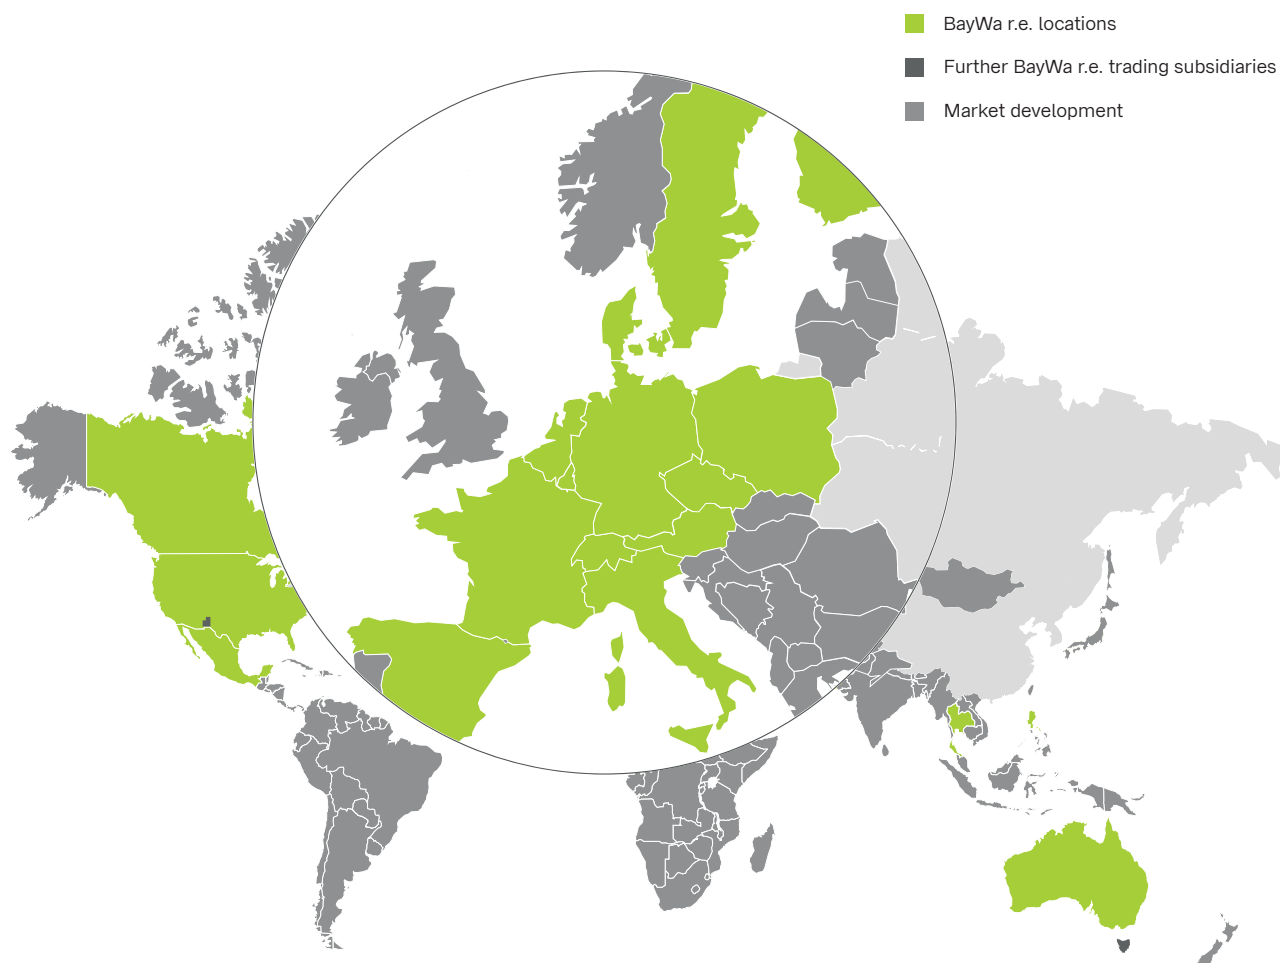 BayWa r.e. locations
Further BayWa r.e. trading subsidiaries
Market development